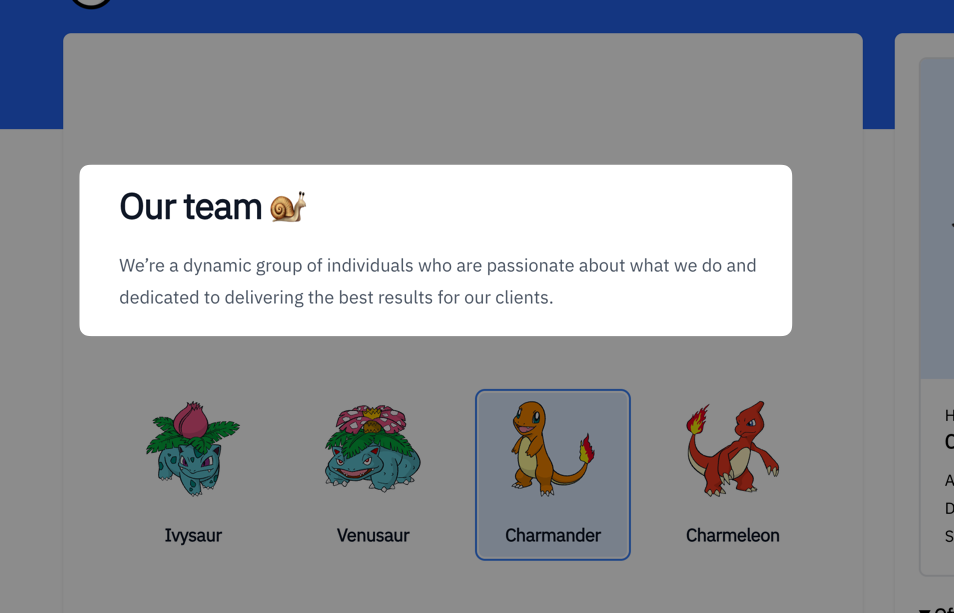 Our team 🐌
We’re a dynamic group of individuals who are passionate about what we do and
dedicated to delivering the best results for our clients.
Ivysaur
Venusaur
Charmander
Charmeleon